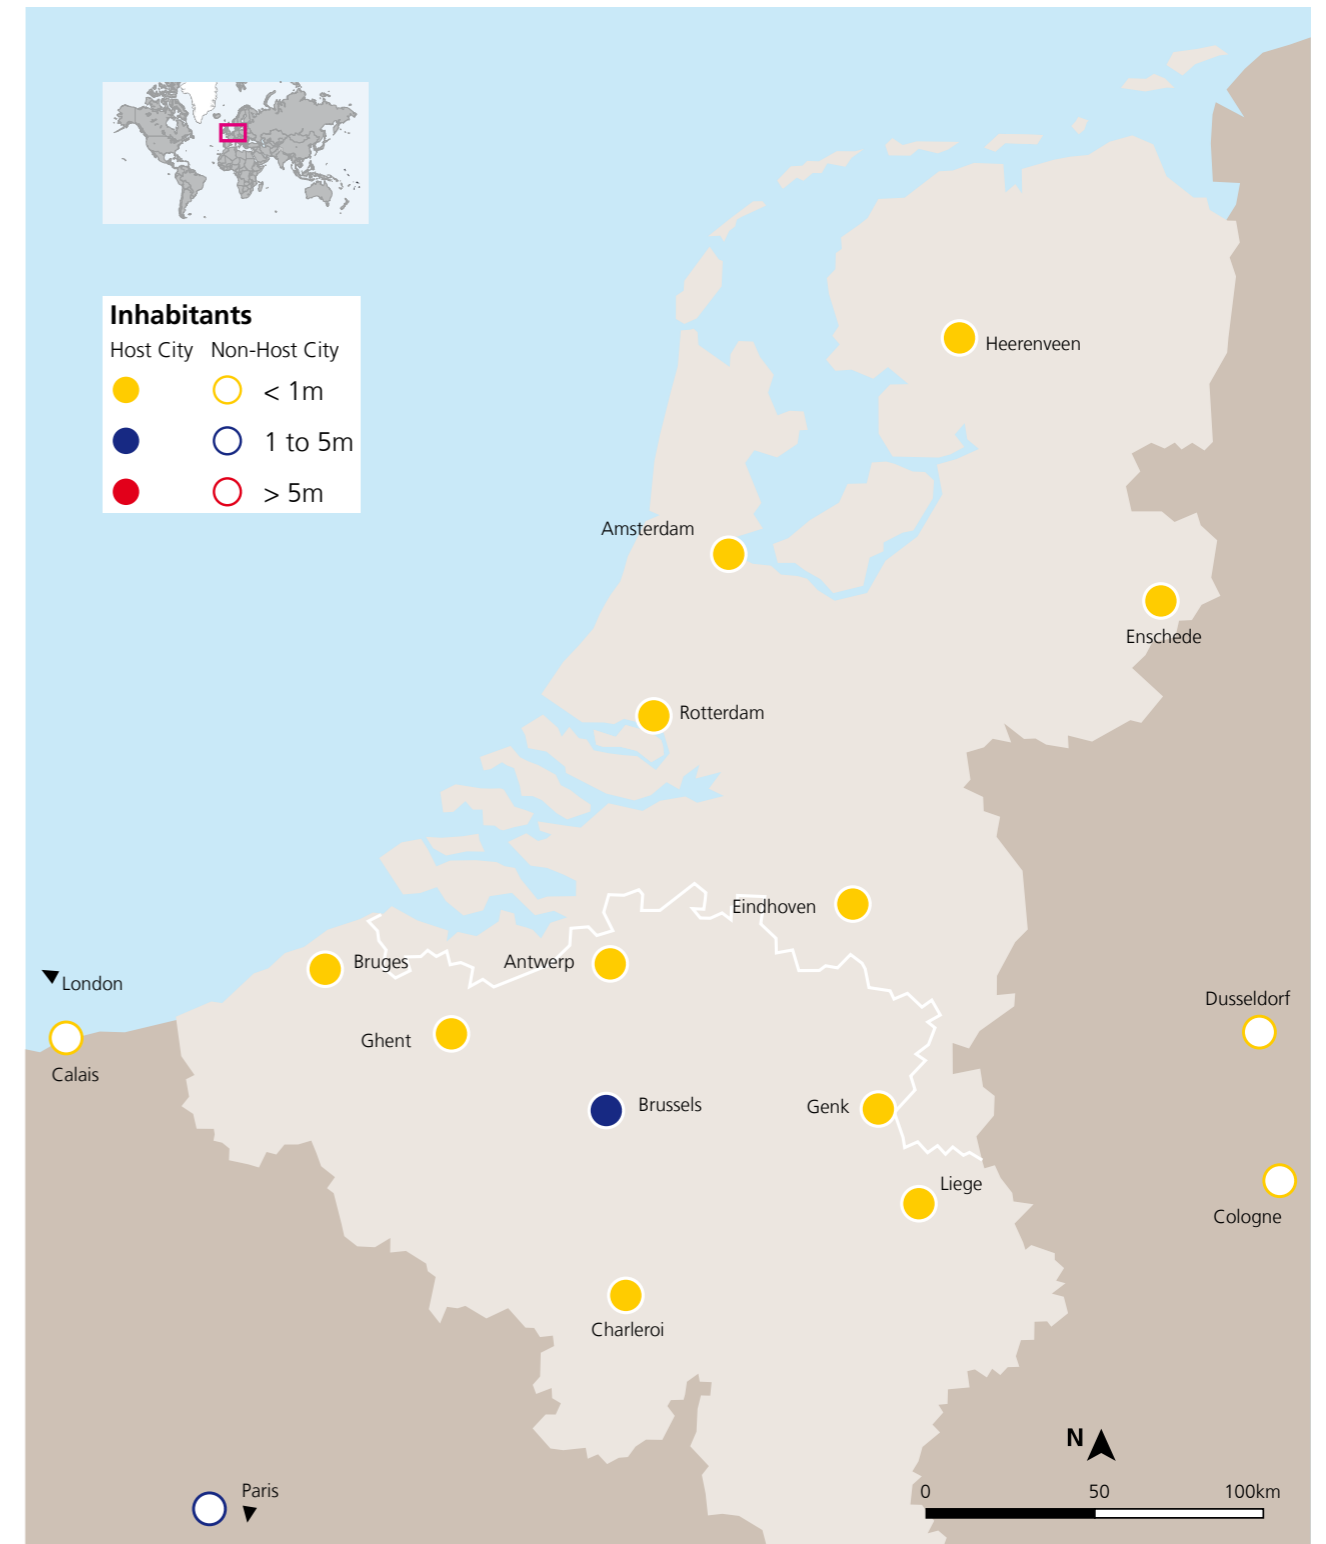 Inhabitants
Host City Non-Host City
< 1m
1 to 5m
> 5m
Heerenveen
Amsterdam
Enschede
Rotterdam
Eindhoven
Bruges
Antwerp
London
Dusseldorf
Ghent
Calais
Brussels
Genk
Liege
Cologne
Charleroi
N
Paris
0 50 100km